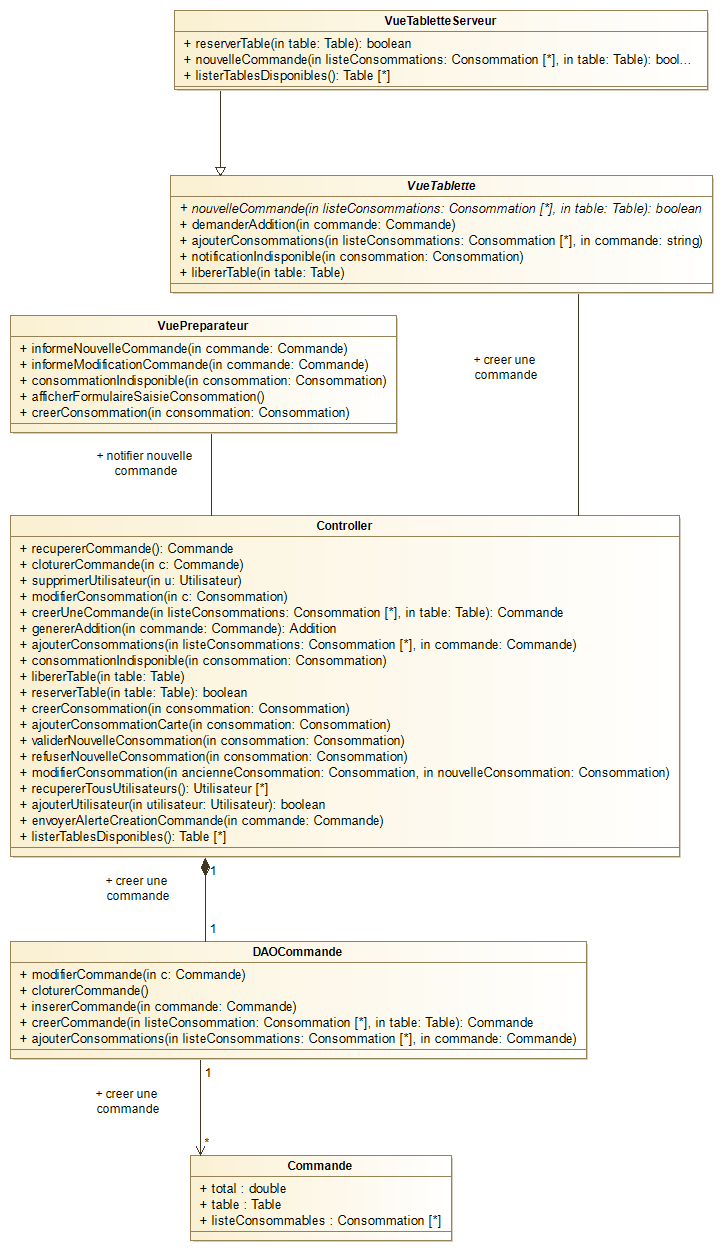 VueTabletteServeur
+ reserverTable(in table: Table): boolean
+ nouvelleCommande(in listeConsommations: Consommation [*], in table: Table): bool...
+ listerTablesDisponibles(): Table [*]
VueTablette
+ nouvelleCommande(in listeConsommations: Consommation [*], in table: Table): boolean
+ demanderAddition(in commande: Commande)
+ ajouterConsommations(in listeConsommations: Consommation [*], in commande: string)
+ notificationIndisponible(in consommation: Consommation)
+ libererTable(in table: Table)
VuePreparateur
+ informeNouvelleCommande(in commande: Commande)
+ informeModificationCommande(in commande: Commande)
+ consommationIndisponible(in consommation: Consommation)
+ afficherFormulaireSaisieConsommation()
+ creerConsommation(in consommation: Consommation)
+ creer une
commande
+ notifier nouvelle
commande
Controller
+ recupererCommande(): Commande
+ cloturerCommande(in c: Commande)
+ supprimerUtilisateur(in u: Utilisateur)
+ modifierConsommation(in c: Consommation)
+ creerUneCommande(in listeConsommations: Consommation [*], in table: Table): Commande
+ genererAddition(in commande: Commande): Addition
+ ajouterConsommations(in listeConsommations: Consommation [*], in commande: Commande)
+ consommationIndisponible(in consommation: Consommation)
+ libererTable(in table: Table)
+ reserverTable(in table: Table): boolean
+ creerConsommation(in consommation: Consommation)
+ ajouterConsommationCarte(in consommation: Consommation)
+ validerNouvelleConsommation(in consommation: Consommation)
+ refuserNouvelleConsommation(in consommation: Consommation)
+ modifierConsommation(in ancienneConsommation: Consommation, in nouvelleConsommation: Consommation)
+ recupererTousUtilisateurs(): Utilisateur [*]
+ ajouterUtilisateur(in utilisateur: Utilisateur): boolean
+ envoyerAlerteCreationCommande(in commande: Commande)
+ listerTablesDisponibles(): Table [*]
1
+ creer une
commande
1
DAOCommande
+ modifierCommande(in c: Commande)
+ cloturerCommande()
+ insererCommande(in commande: Commande)
+ creerCommande(in listeConsommation: Consommation [*], in table: Table): Commande
+ ajouterConsommations(in listeConsommations: Consommation [*], in commande: Commande)
1
+ creer une
commande
*
Commande
+ total : double
+ table : Table
+ listeConsommables : Consommation [*]